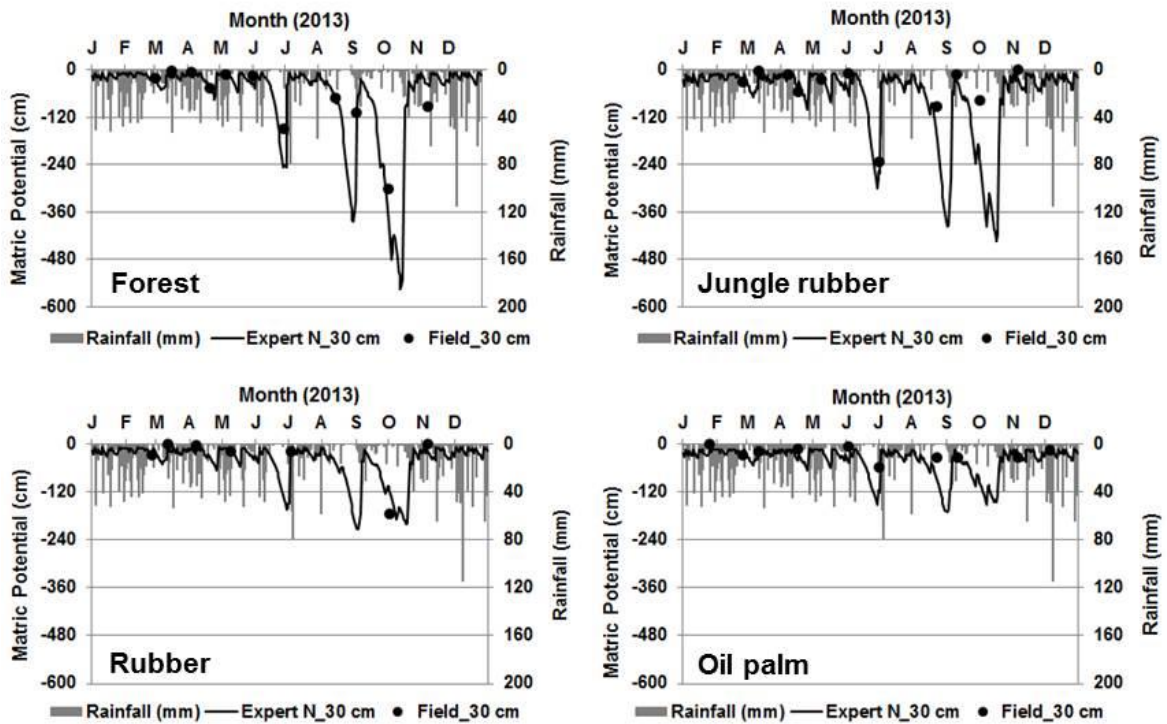 Month (2013)
J F M A M J J A S O N D
0 -120 -240 -360 -480 -600
Matric Potential (cm)
0 40 80 120 160 200
Rainfall (mm)
Forest
Rainfall (mm) Expert N_30 cm Field_30 cm
Month (2013)
J F M A M J J A S O N D
0 -120 -240 -360 -480 -600
Matric Potential (cm)
0 40 80 120 160 200
Rainfall (mm)
Jungle rubber
Rainfall (mm) Expert N_30 cm Field_30 cm
Month (2013)
J F M A M J J A S O N D
0 -120 -240 -360 -480 -600
Matric Potential (cm)
0 40 80 120 160 200
Rainfall (mm)
Rubber
Rainfall (mm) Expert N_30 cm Field_30 cm
Month (2013)
J F M A M J J A S O N D
0 -120 -240 -360 -480 -600
Matric Potential (cm)
0 40 80 120 160 200
Rainfall (mm)
Oil palm
Rainfall (mm) Expert N_30 cm Field_30 cm